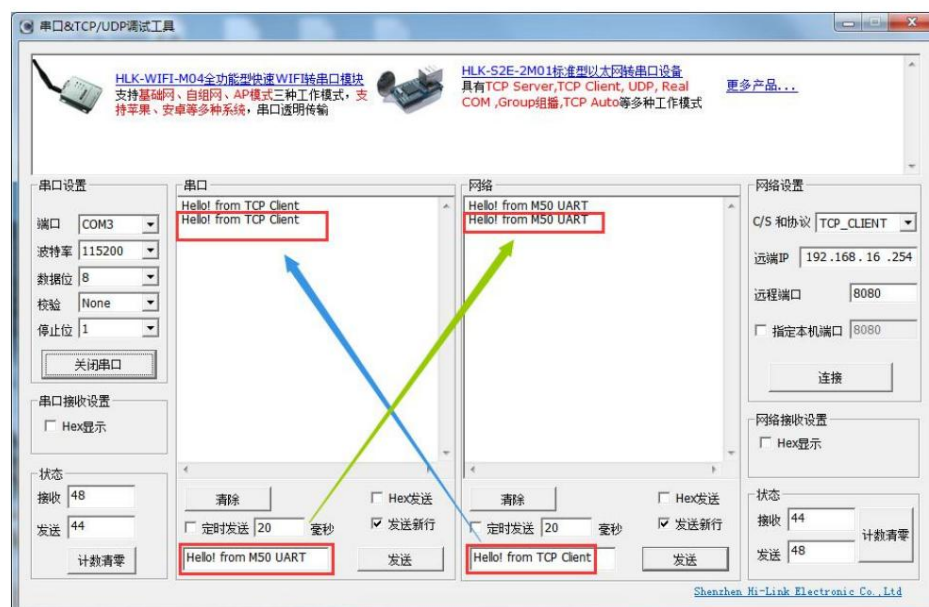 串口&TCP/UDP调试工具
HLK-WIFI-M04全功能型快速WIFI转串口模块
支持基础网、自组网、AP模式三种工作模式，支
持苹果、安卓等多种系统，串口透明传输
HLK-S2E-2M01标准型以太网转串口设备
具有TCP Server,TCP Client, UDP, Real
COM ,Group组播,TCP Auto等多种工作模式
更多产品...
串口设置
端口 COM3
波特率 115200
数据位 8
校验 None
停止位 1
关闭串口
串口接收设置
Hex显示
状态
接收 48
发送 44
计数清零
串口
Hello! from TCP Client
Hello! from TCP Client
清除
Hex发送
定时发送 20 毫秒
发送新行
Hello! from M50 UART
发送
网络
Hello! from M50 UART
Hello! from M50 UART
清除
Hex发送
定时发送 20 毫秒
发送新行
Hello! from TCP Client
发送
网络设置
C/S 和协议 TCP_CLIENT
远端IP 192.168. 16 .254
远程端口 8080
指定本机端口 8080
连接
网络接收设置
Hex显示
状态
接收 44
发送 48
计数清零
Shenzhen Hi-Link Electronic Co.,Ltd